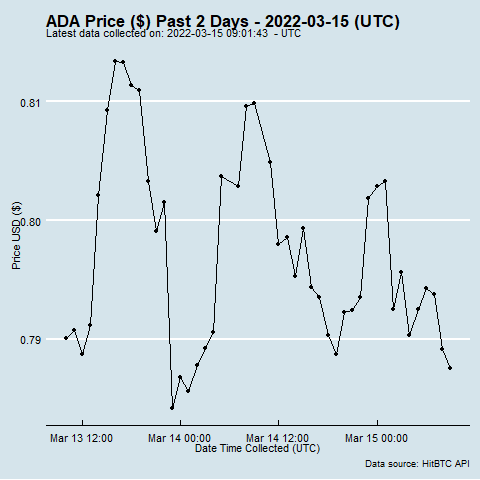 ADA Price ($) Past 2 Days - 2022-03-15 (UTC)
Latest data collected on: 2022-03-15 09:01:43 - UTC
0.81
0.80
0.79
Price USD ($)
Mar 13 12:00 Mar 14 00:00 Mar 14 12:00 Mar 15 00:00
Date Time Collected (UTC)
Data source: HitBTC API